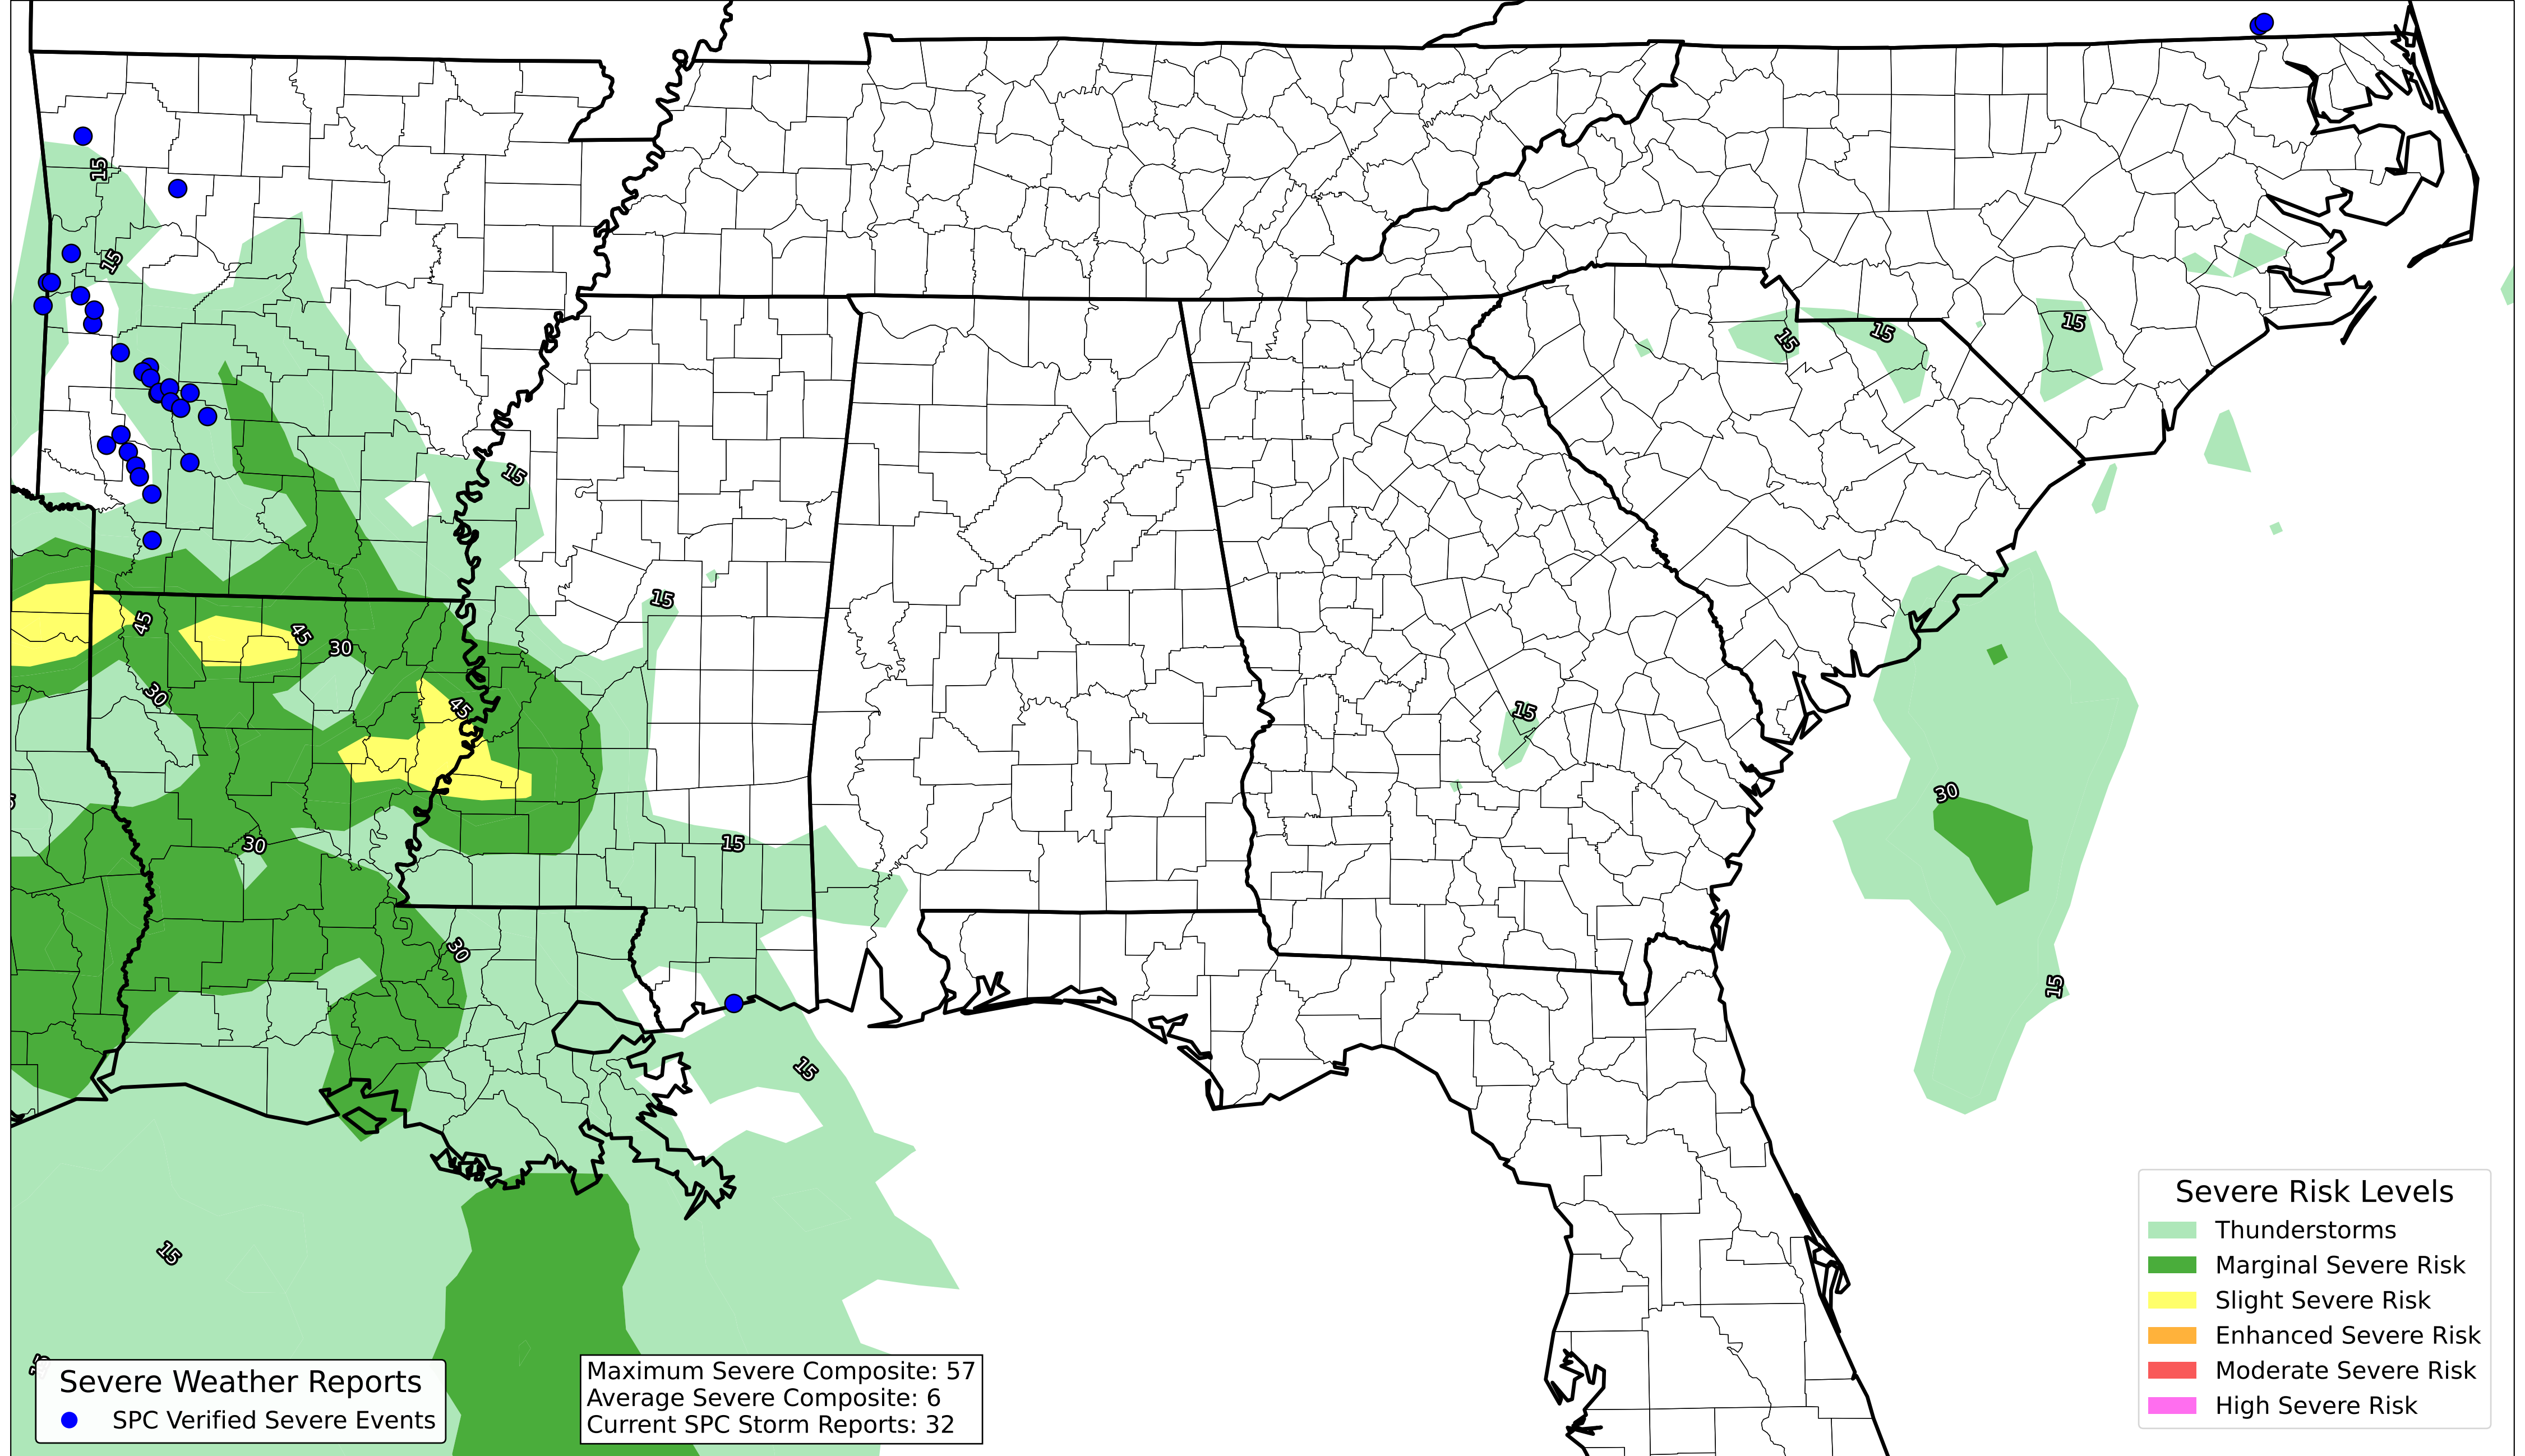 15
15
15
15
15
15
15
45
45
30
30
45
15
30
30
15
30
15
15
15
Severe Weather Reports
SPC Verified Severe Events
Maximum Severe Composite: 57
Average Severe Composite: 6
Current SPC Storm Reports: 32
Severe Risk Levels
Thunderstorms
Marginal Severe Risk
Slight Severe Risk
Enhanced Severe Risk
Moderate Severe Risk
High Severe Risk